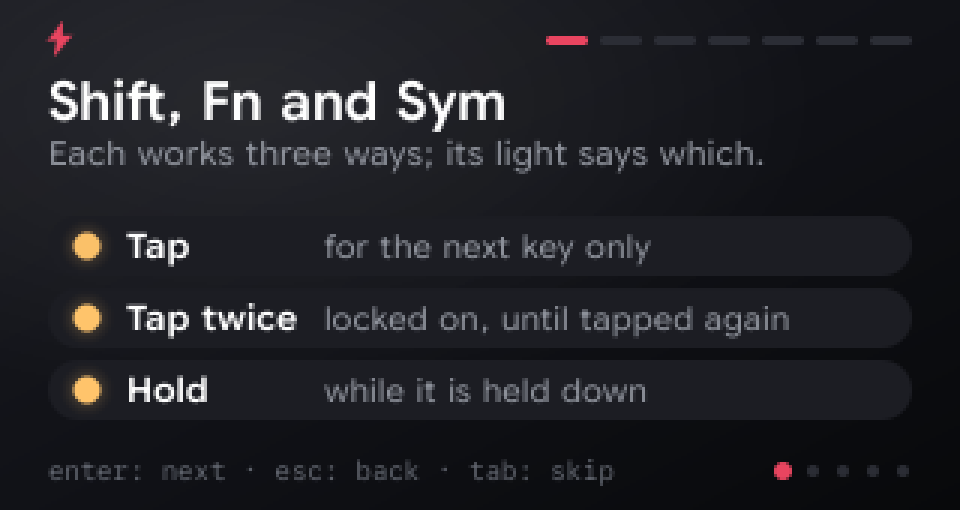 Shift, Fn and Sym
Each works three ways; its light says which.
Tap for the next key only
Tap twice locked on, until tapped again
Hold while it is held down
enter: next · esc: back · tab: skip